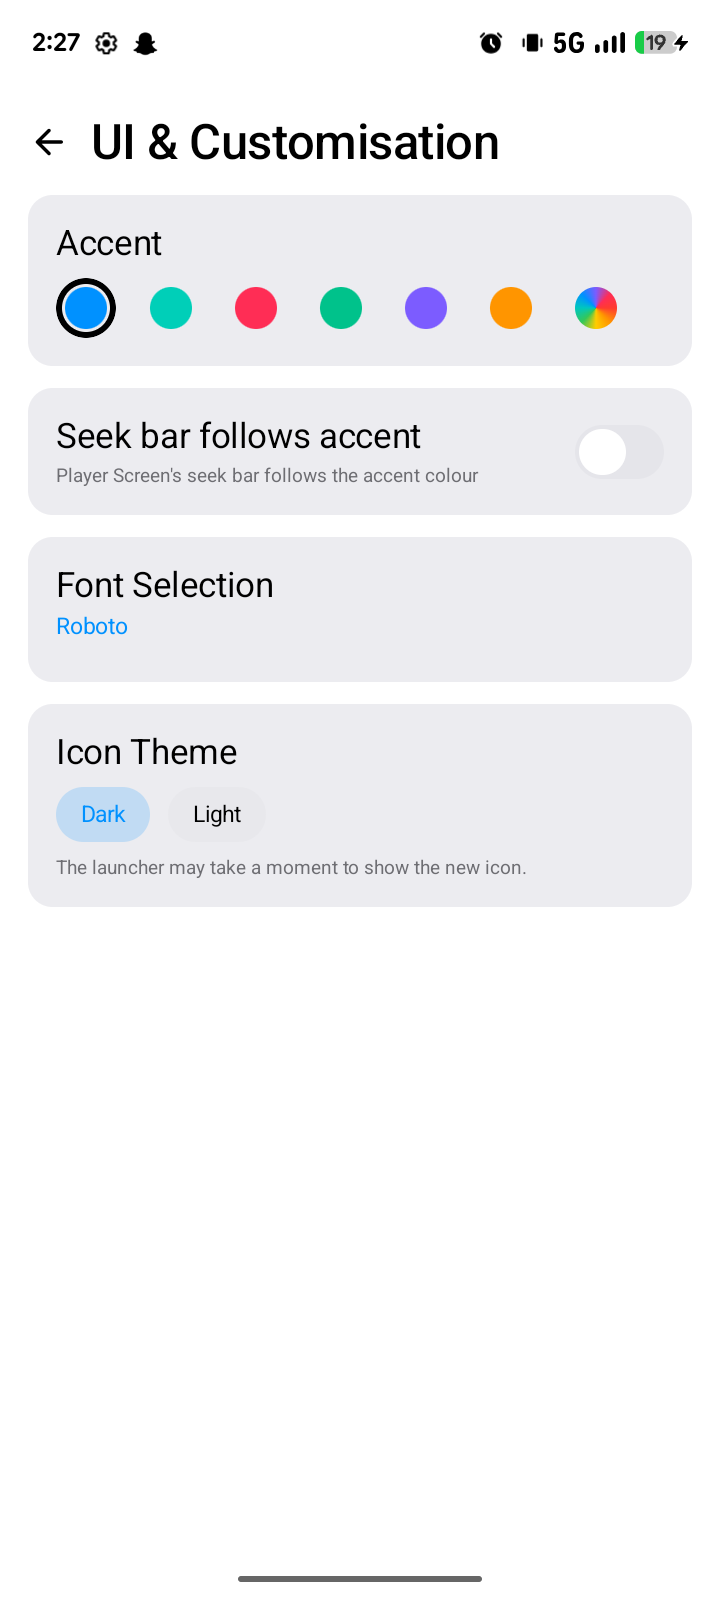 2:27 5G 19
UI & Customisation
Accent
Seek bar follows accent
Player Screen's seek bar follows the accent colour
Font Selection
Roboto
Icon Theme
Dark Light
The launcher may take a moment to show the new icon.